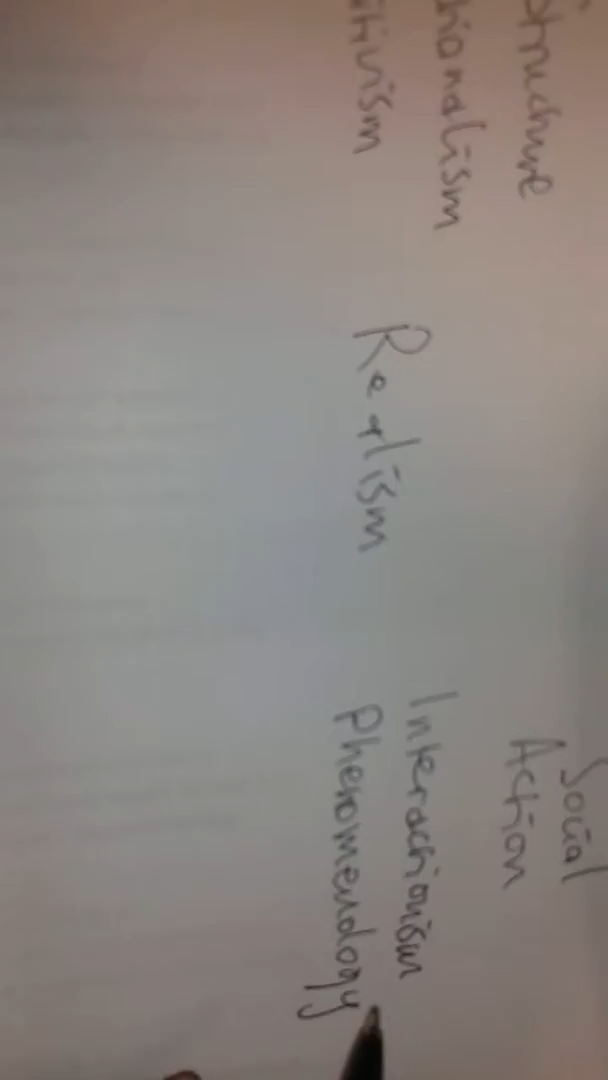 Structure
Social
Action
tionalism
Interactionism
itivism
Realism
Phenomenology